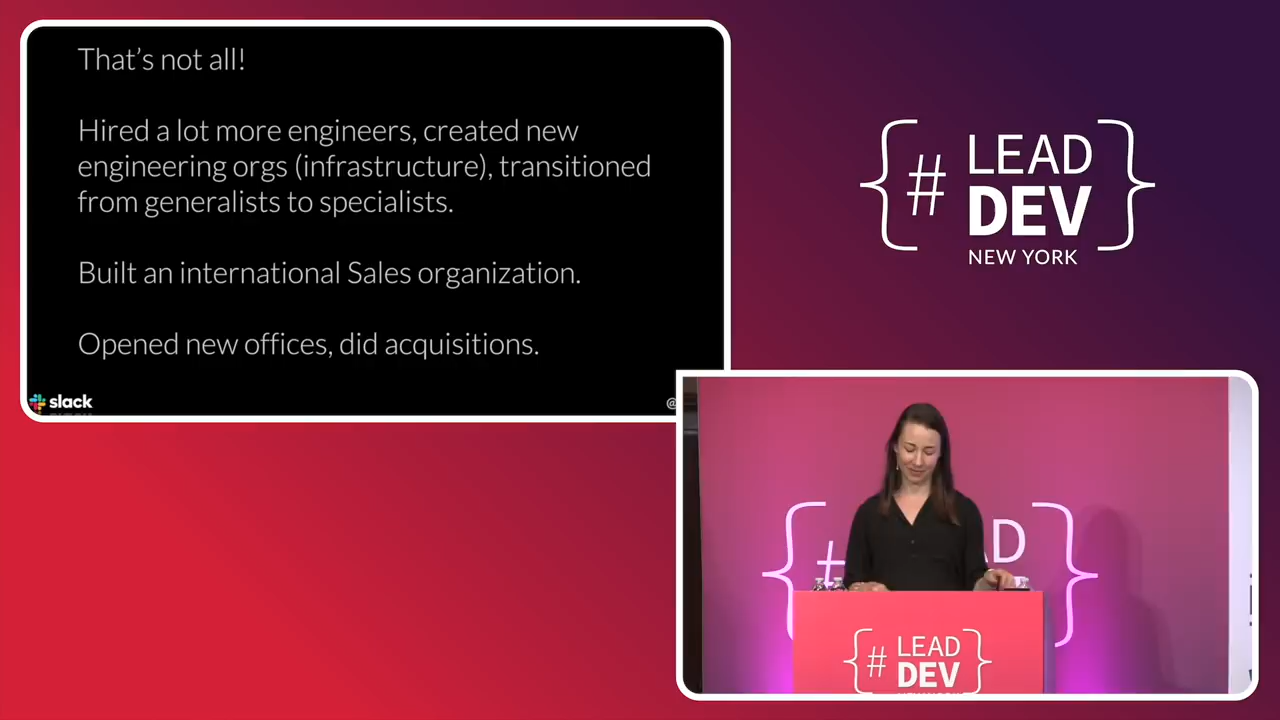 That's not all!
Hired a lot more engineers, created new
engineering orgs (infrastructure), transitioned
from generalists to specialists.
Built an international Sales organization.
Opened new offices, did acquisitions.
slack
@
{# LEAD
DEV}
NEW YORK
{# LEAD
DEV}